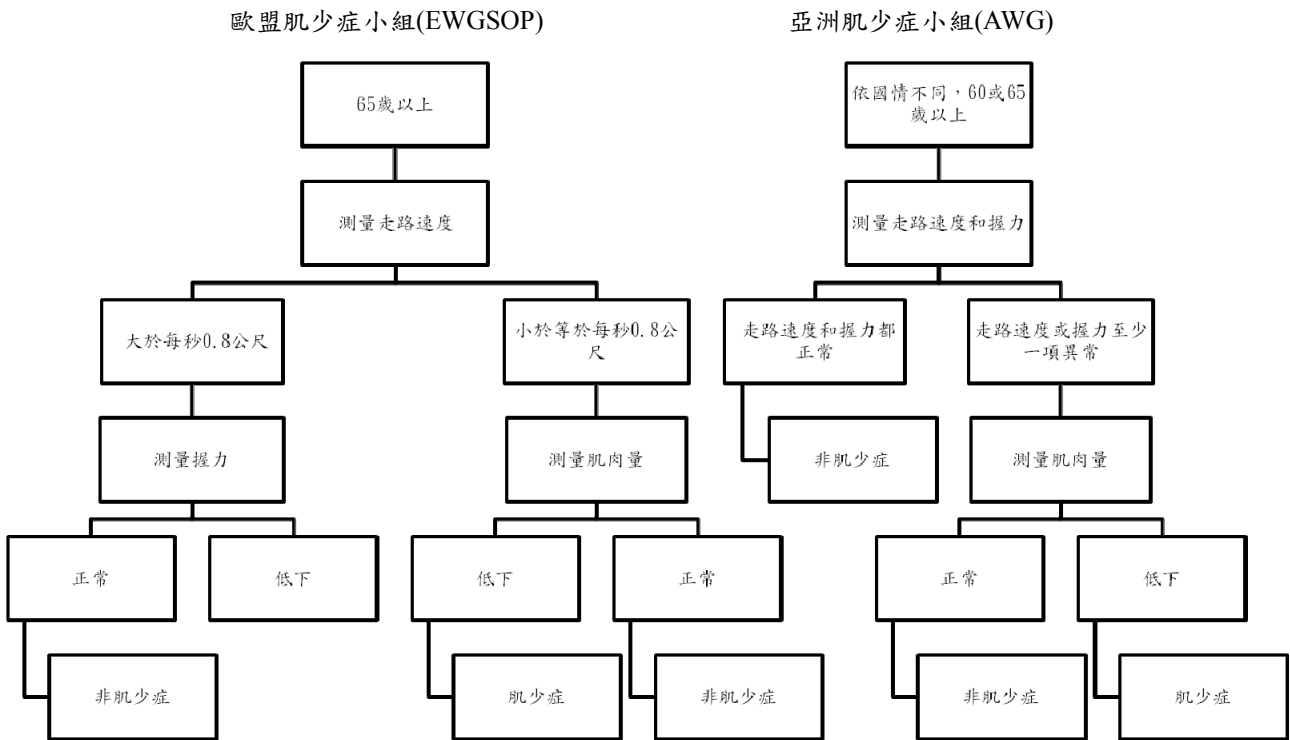 歐盟肌少症小組(EWGSOP)
65歲以上
測量走路速度
大於每秒0.8公尺
小於等於每秒0.8公
尺
測量握力
測量肌肉量
正常
低下
低下
正常
非肌少症
肌少症
非肌少症
亞洲肌少症小組(AWG)
依國情不同，60或65
歲以上
測量走路速度和握力
走路速度和握力都
正常
走路速度或握力至少
一項異常
非肌少症
測量肌肉量
正常
低下
非肌少症
肌少症